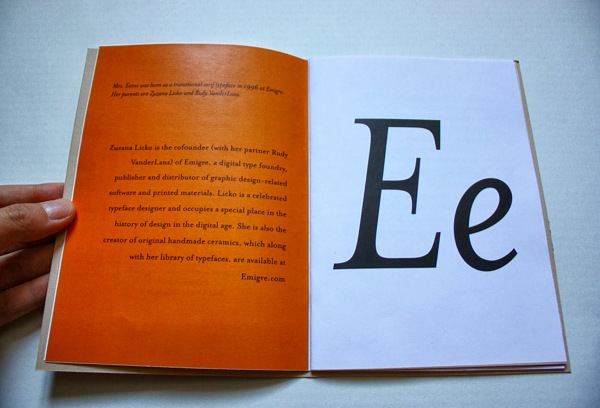 Mrs. Eaves was born as a transitional serif typeface in 1996 at Emigre.
Her parents are Zuzana Licko and Rudy VanderLans.
Zuzana Licko is the cofounder (with her partner Rudy
VanderLans) of Emigre, a digital type foundry,
publisher and distributor of graphic design-related
software and printed materials. Licko is a celebrated
typeface designer and occupies a special place in the
history of design in the digital age. She is also the
creator of original handmade ceramics, which along
with her library of typefaces, are available at
Emigre.com
Ee